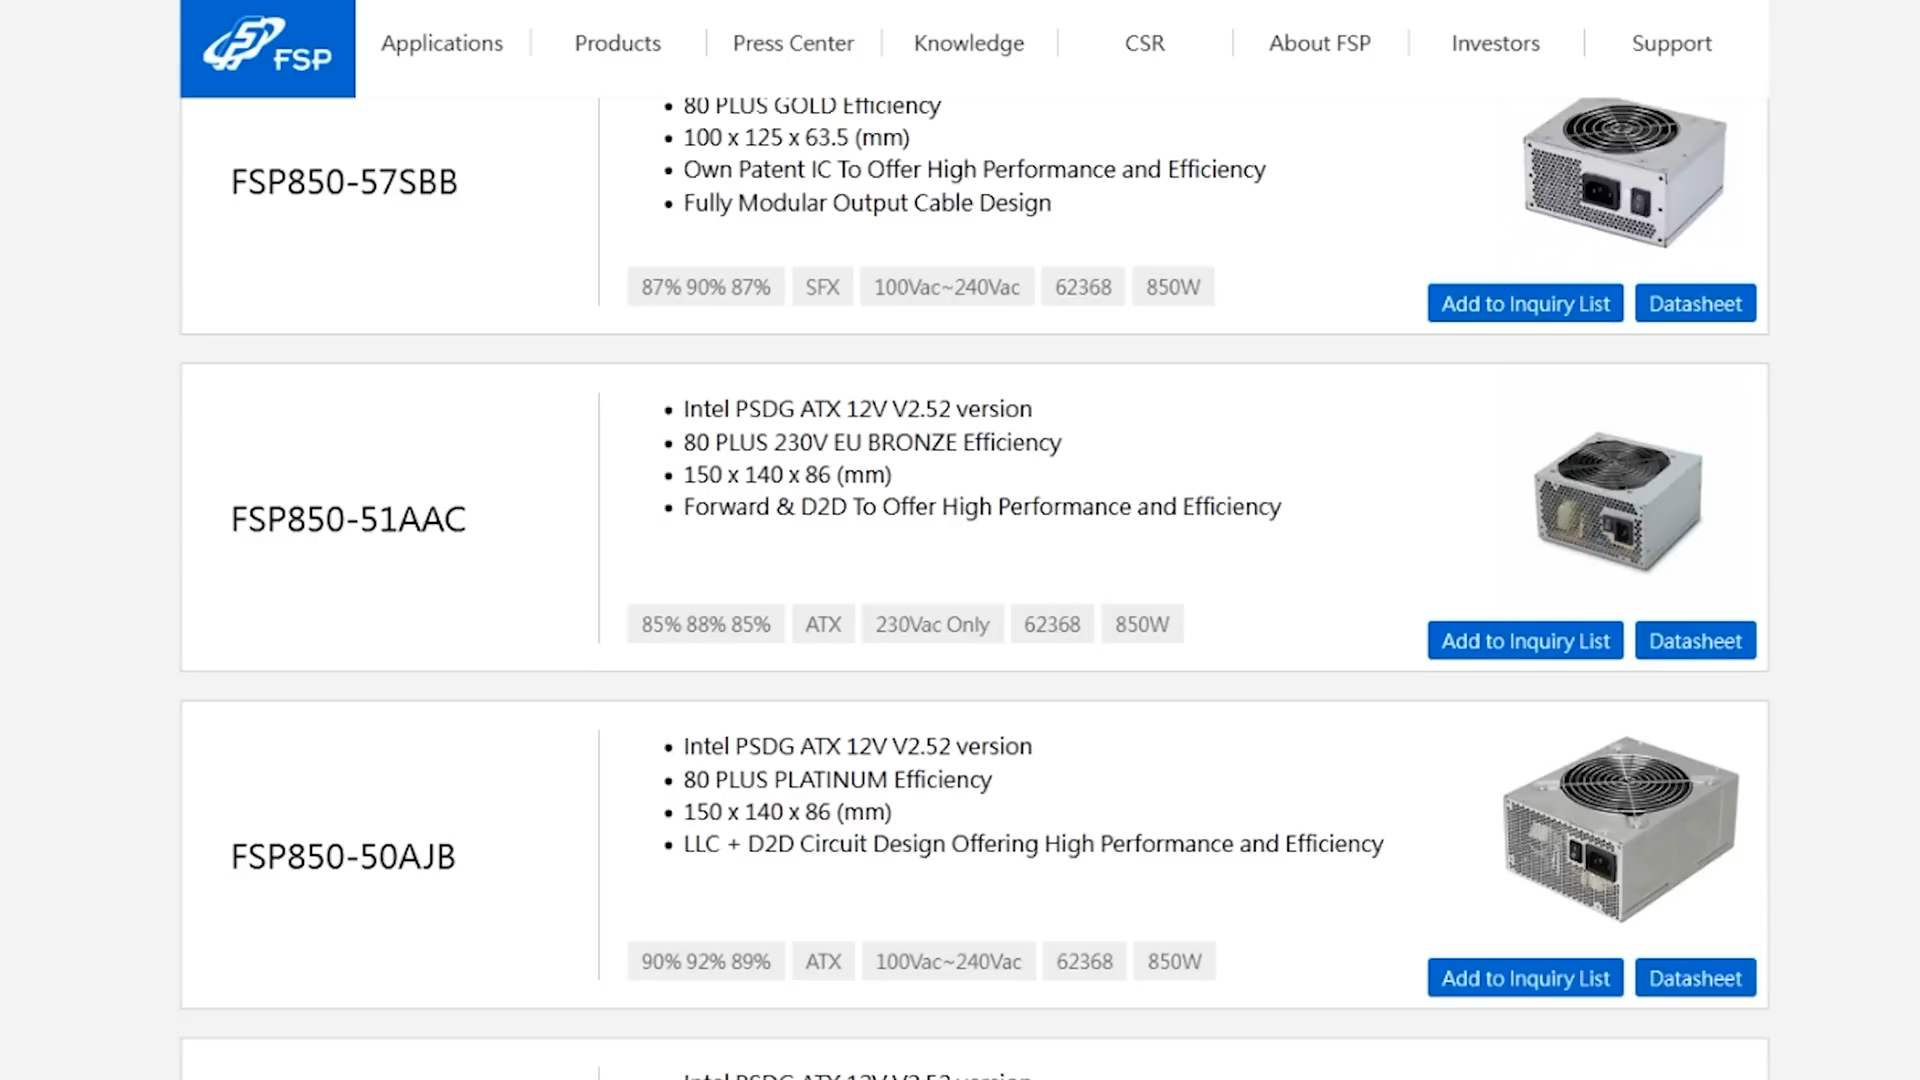 FSP
Applications
Products
Press Center
Knowledge
CSR
About FSP
Investors
Support
FSP850-57SBB
80 PLUS GOLD Efficiency
100 x 125 x 63.5 (mm)
Own Patent IC To Offer High Performance and Efficiency
Fully Modular Output Cable Design
87% 90% 87%
SFX
100Vac~240Vac
62368
850W
Add to Inquiry List
Datasheet
FSP850-51AAC
Intel PSDG ATX 12V V2.52 version
80 PLUS 230V EU BRONZE Efficiency
150 x 140 x 86 (mm)
Forward & D2D To Offer High Performance and Efficiency
85% 88% 85%
ATX
230Vac Only
62368
850W
Add to Inquiry List
Datasheet
FSP850-50AJB
Intel PSDG ATX 12V V2.52 version
80 PLUS PLATINUM Efficiency
150 x 140 x 86 (mm)
LLC + D2D Circuit Design Offering High Performance and Efficiency
90% 92% 89%
ATX
100Vac~240Vac
62368
850W
Add to Inquiry List
Datasheet